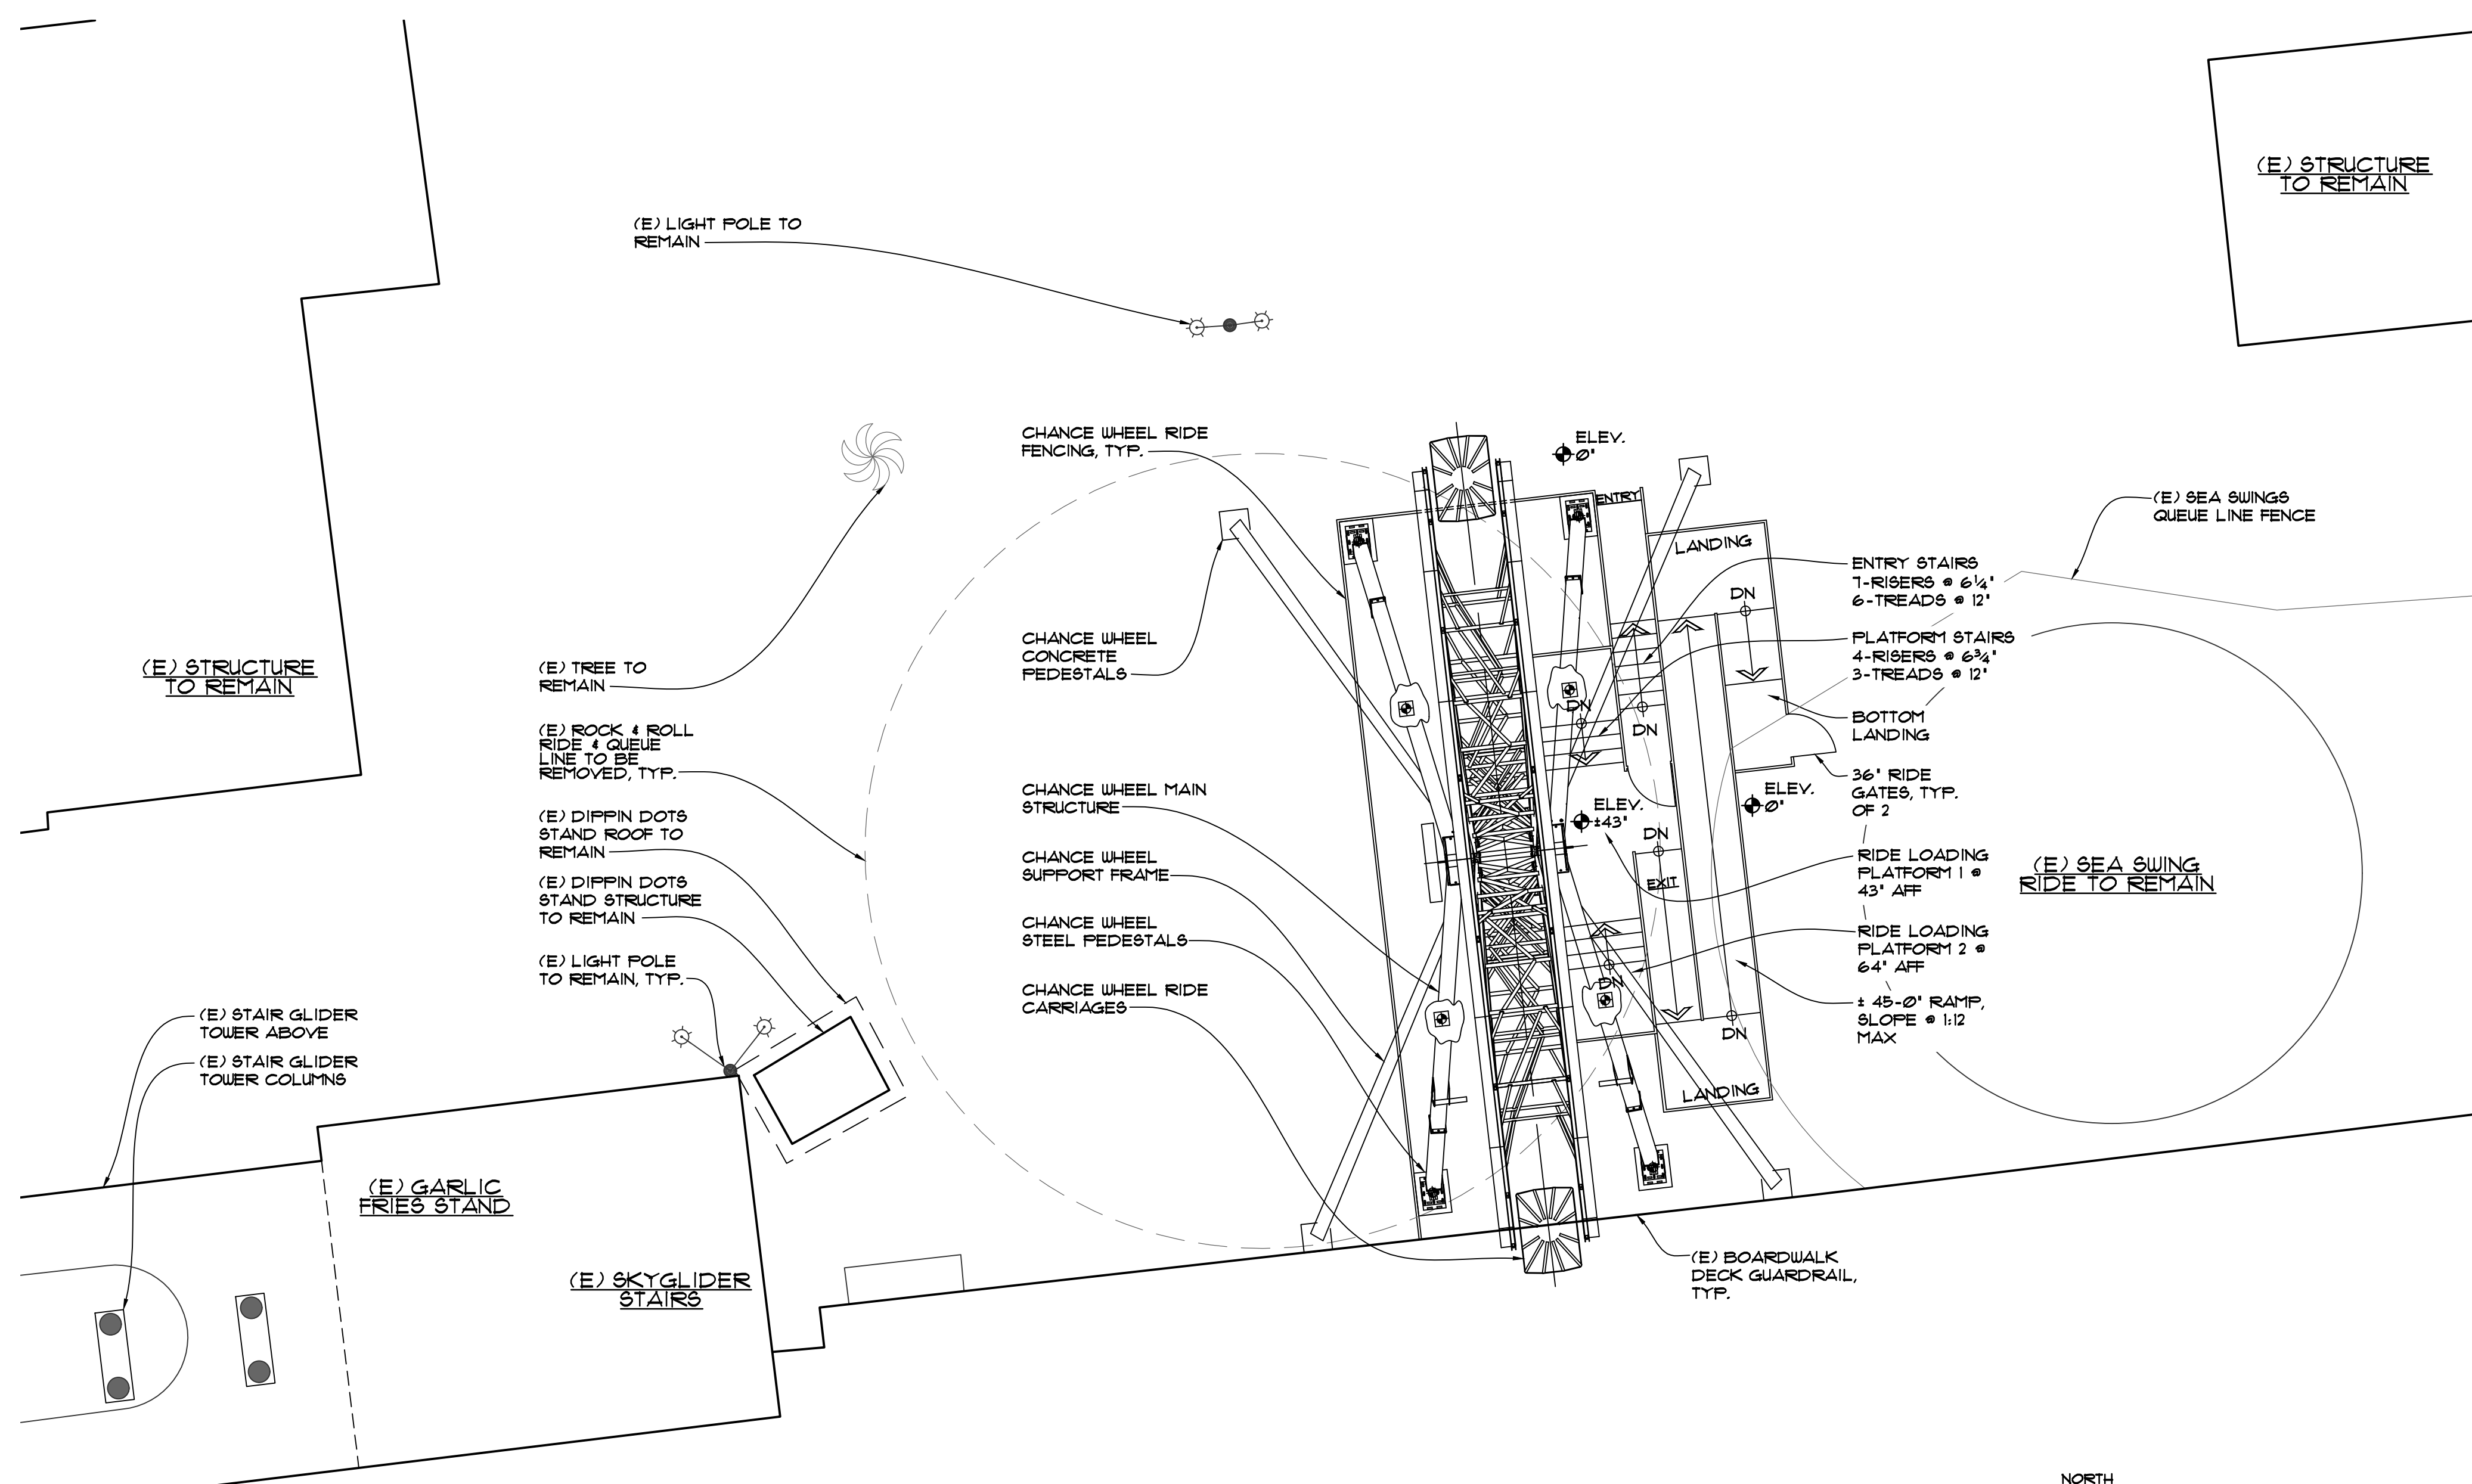 (E) STRUCTURE
TO REMAIN
(E) LIGHT POLE TO
REMAIN
CHANCE WHEEL RIDE
FENCING, TYP.
ELEV.
Ø"
ENTRY
LANDING
(E) SEA SWINGS
QUEUE LINE FENCE
ENTRY STAIRS
7-RISERS @ 6¼"
6-TREADS @ 12"
DN
CHANCE WHEEL
CONCRETE
PEDESTALS
PLATFORM STAIRS
4-RISERS @ 6¾"
3-TREADS @ 12"
(E) STRUCTURE
TO REMAIN
(E) TREE TO
REMAIN
DN
DN
BOTTOM
LANDING
(E) ROCK & ROLL
RIDE & QUEUE
LINE TO BE
REMOVED, TYP.
36" RIDE
GATES, TYP.
OF 2
CHANCE WHEEL MAIN
STRUCTURE
ELEV.
±43"
ELEV.
Ø"
(E) DIPPIN DOTS
STAND ROOF TO
REMAIN
DN
RIDE LOADING
PLATFORM 1 @
43" AFF
(E) SEA SWING
RIDE TO REMAIN
CHANCE WHEEL
SUPPORT FRAME
EXIT
(E) DIPPIN DOTS
STAND STRUCTURE
TO REMAIN
CHANCE WHEEL
STEEL PEDESTALS
RIDE LOADING
PLATFORM 2 @
64" AFF
(E) LIGHT POLE
TO REMAIN, TYP.
DN
CHANCE WHEEL RIDE
CARRIAGES
± 45-Ø" RAMP,
SLOPE @ 1:12
MAX
DN
(E) STAIR GLIDER
TOWER ABOVE
(E) STAIR GLIDER
TOWER COLUMNS
LANDING
(E) GARLIC
FRIES STAND
(E) SKYGLIDER
STAIRS
(E) BOARDWALK
DECK GUARDRAIL,
TYP.
NORTH